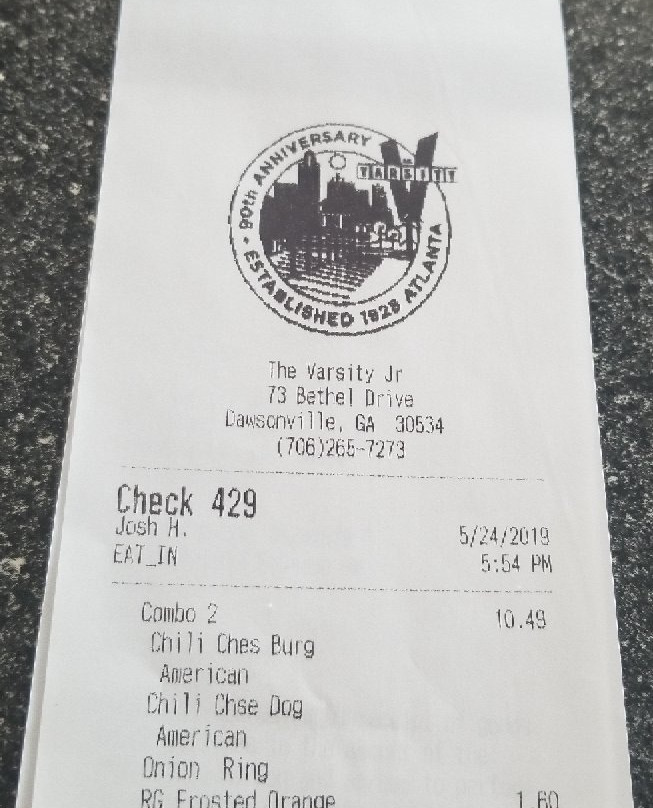 90th ANNIVERSARY
VARSITY
ESTABLISHED 1928 ATLANTA
The Varsity Jr
73 Bethel Drive
Dawsonville, GA 30534
(706)265-7273
Check 429
Josh H. 5/24/2019
EAT_IN 5:54 PM
Combo 2 10.49
Chili Ches Burg
American
Chili Chse Dog
American
Onion Ring
RG Frosted Orange 1.60